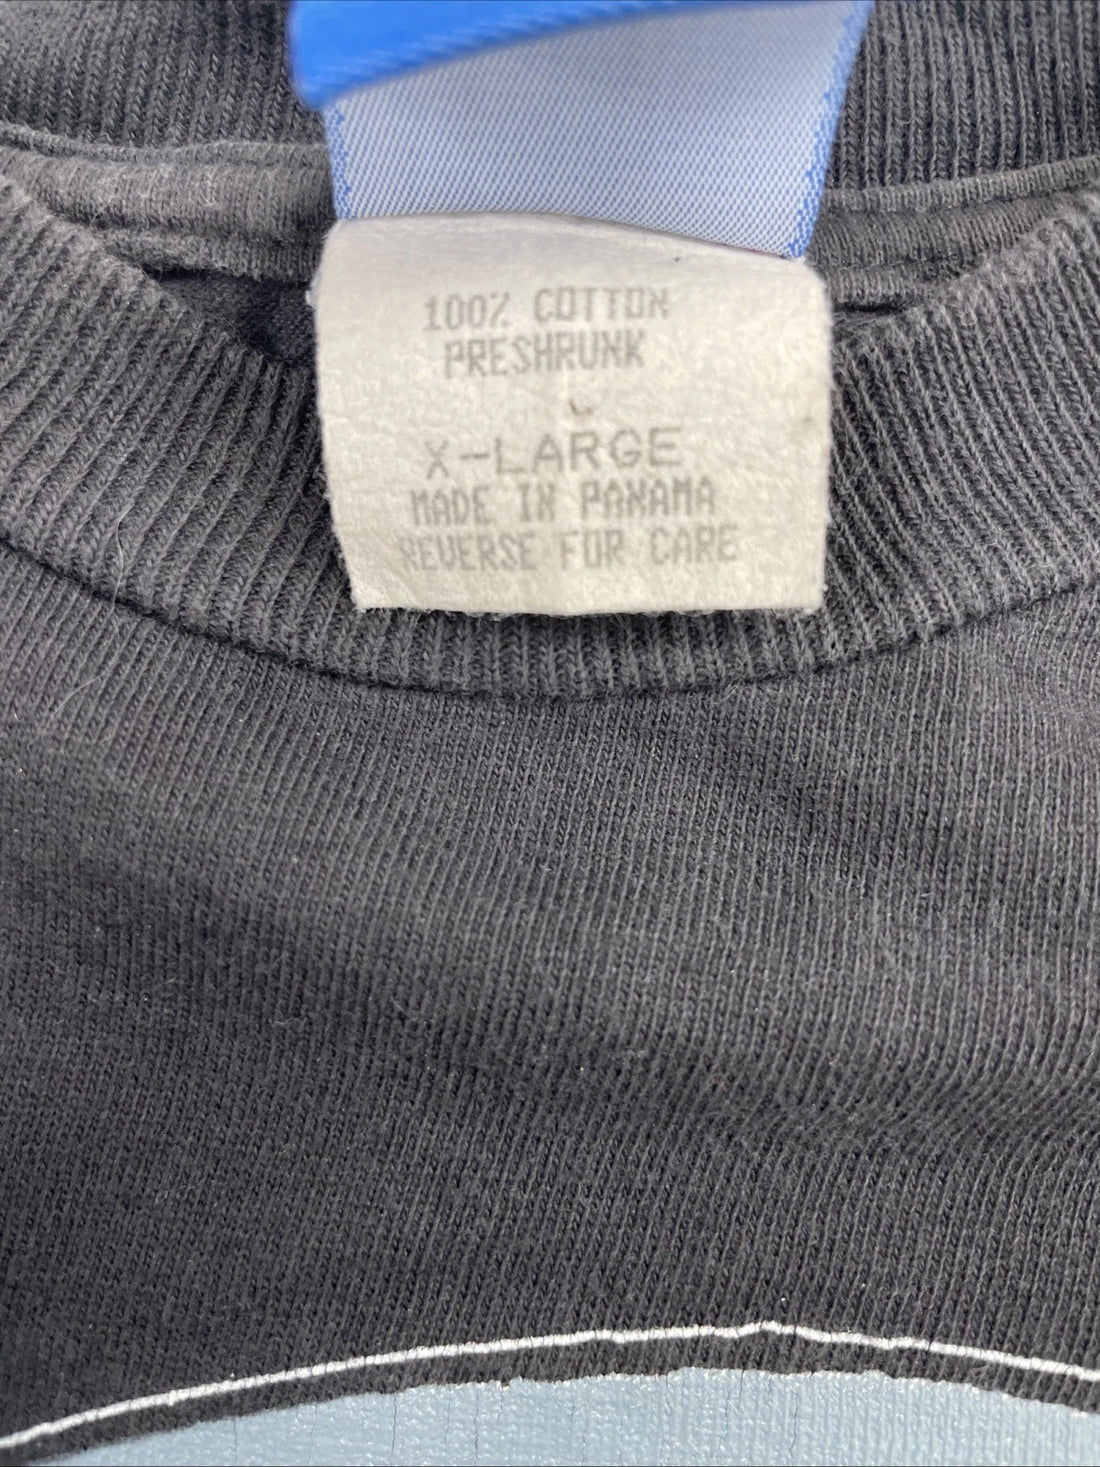 100% COTTON
PRESHRUNK
X-LARGE
MADE IN PANAMA
REVERSE FOR CARE